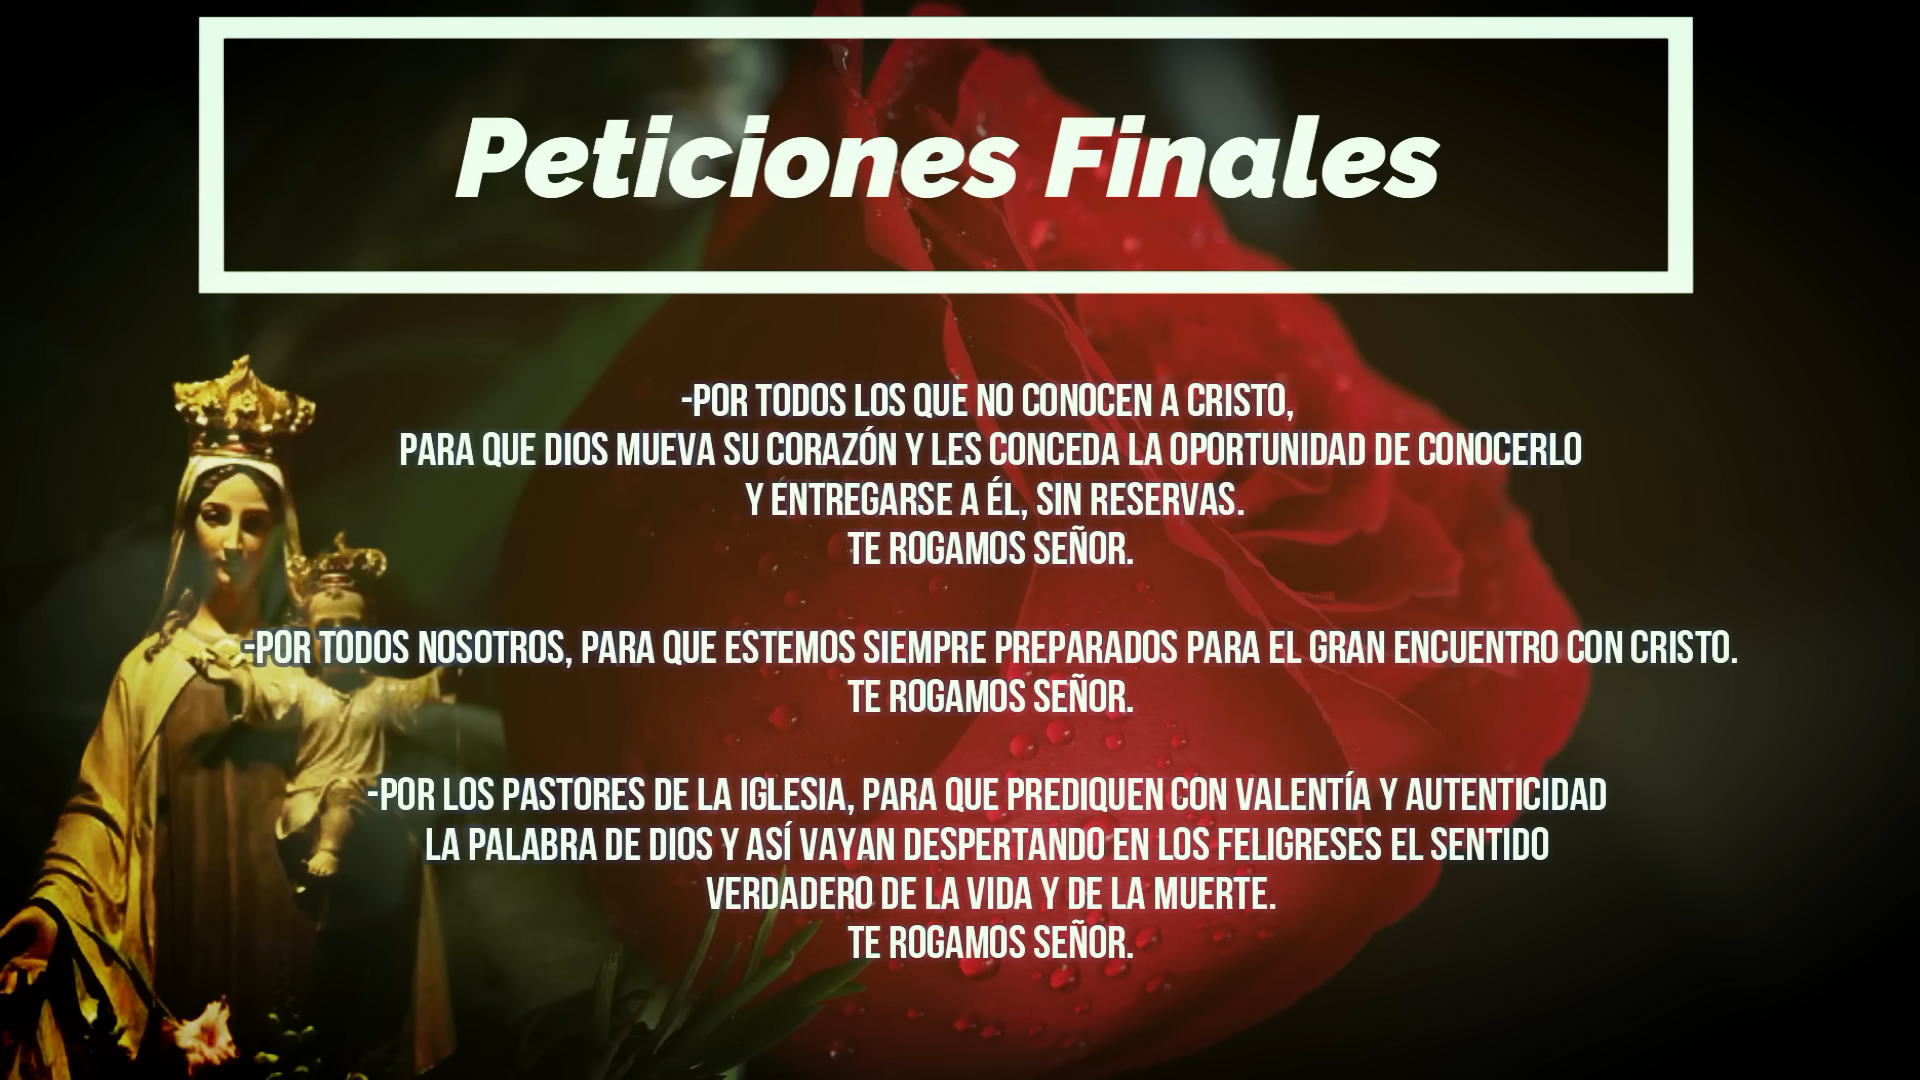 Peticiones Finales
-POR TODOS LOS QUE NO CONOCEN A CRISTO,
PARA QUE DIOS MUEVA SU CORAZÓN Y LES CONCEDA LA OPORTUNIDAD DE CONOCERLO
Y ENTREGARSE A ÉL, SIN RESERVAS.
TE ROGAMOS SEÑOR.
-POR TODOS NOSOTROS, PARA QUE ESTEMOS SIEMPRE PREPARADOS PARA EL GRAN ENCUENTRO CON CRISTO.
TE ROGAMOS SEÑOR.
-POR LOS PASTORES DE LA IGLESIA, PARA QUE PREDIQUEN CON VALENTÍA Y AUTENTICIDAD
LA PALABRA DE DIOS Y ASÍ VAYAN DESPERTANDO EN LOS FELIGRESES EL SENTIDO
VERDADERO DE LA VIDA Y DE LA MUERTE.
TE ROGAMOS SEÑOR.